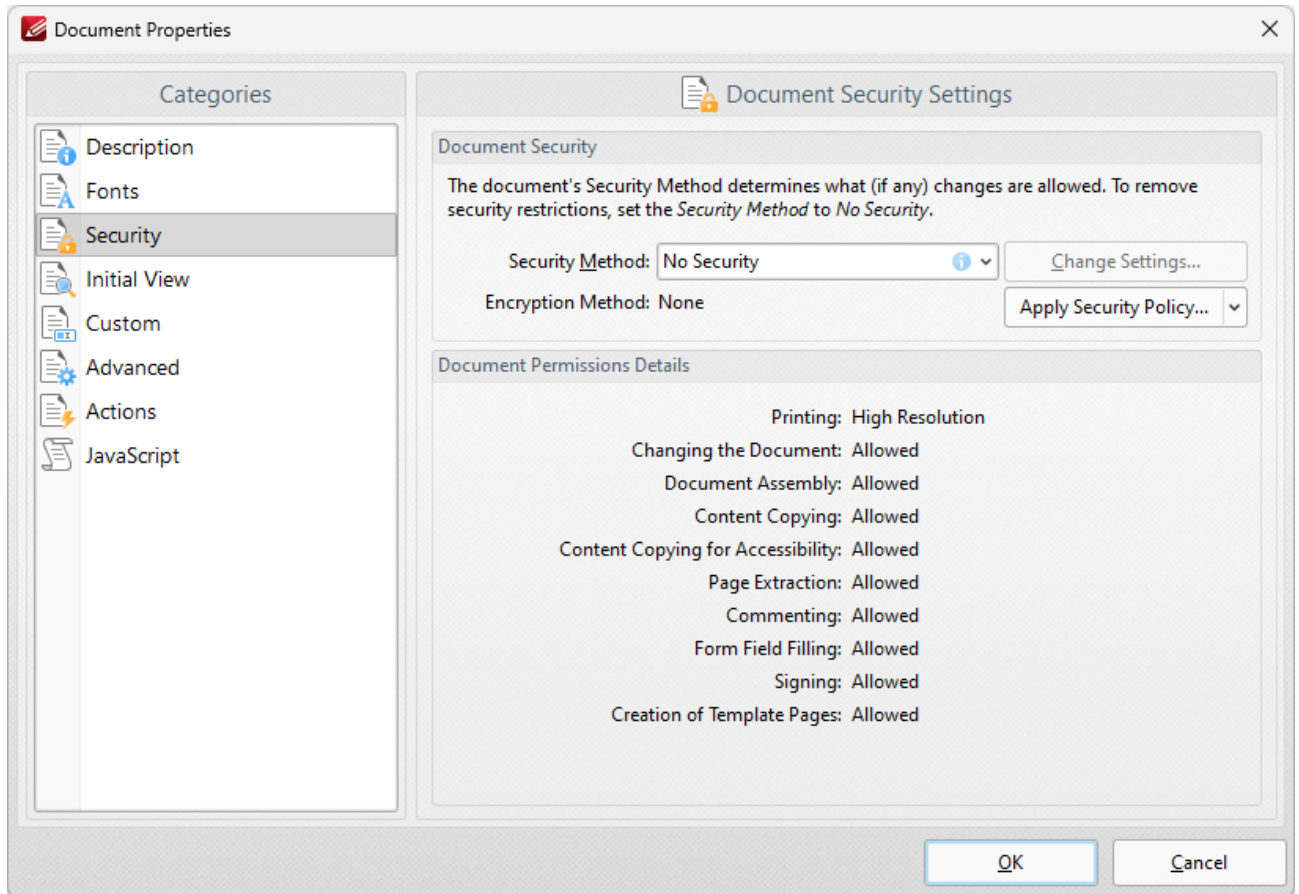 Document Properties
Categories
Description
Fonts
Security
Initial View
Custom
Advanced
Actions
JavaScript
Document Security Settings
Document Security
The document's Security Method determines what (if any) changes are allowed. To remove
security restrictions, set the Security Method to No Security.
Security Method: No Security
Change Settings...
Encryption Method: None
Apply Security Policy...
Document Permissions Details
Printing: High Resolution
Changing the Document: Allowed
Document Assembly: Allowed
Content Copying: Allowed
Content Copying for Accessibility: Allowed
Page Extraction: Allowed
Commenting: Allowed
Form Field Filling: Allowed
Signing: Allowed
Creation of Template Pages: Allowed
OK
Cancel